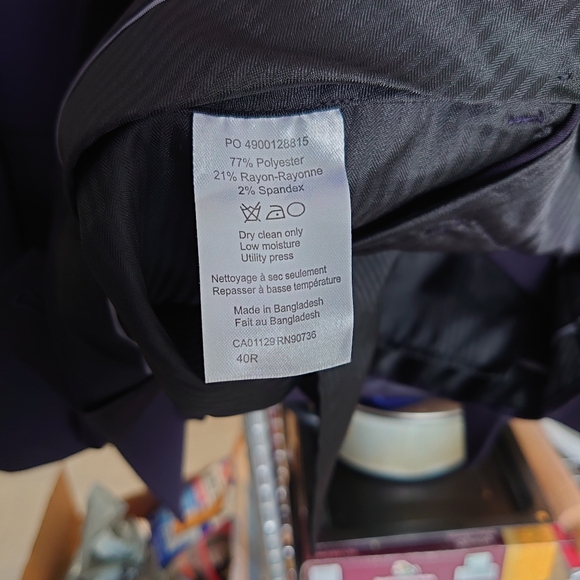 PO 4900128815
77% Polyester
21% Rayon-Rayonne
2% Spandex
Dry clean only
Low moisture
Utility press
Nettoyage à sec seulement
Repasser à basse température
Made in Bangladesh
Fait au Bangladesh
CA01129 RN90736
40R